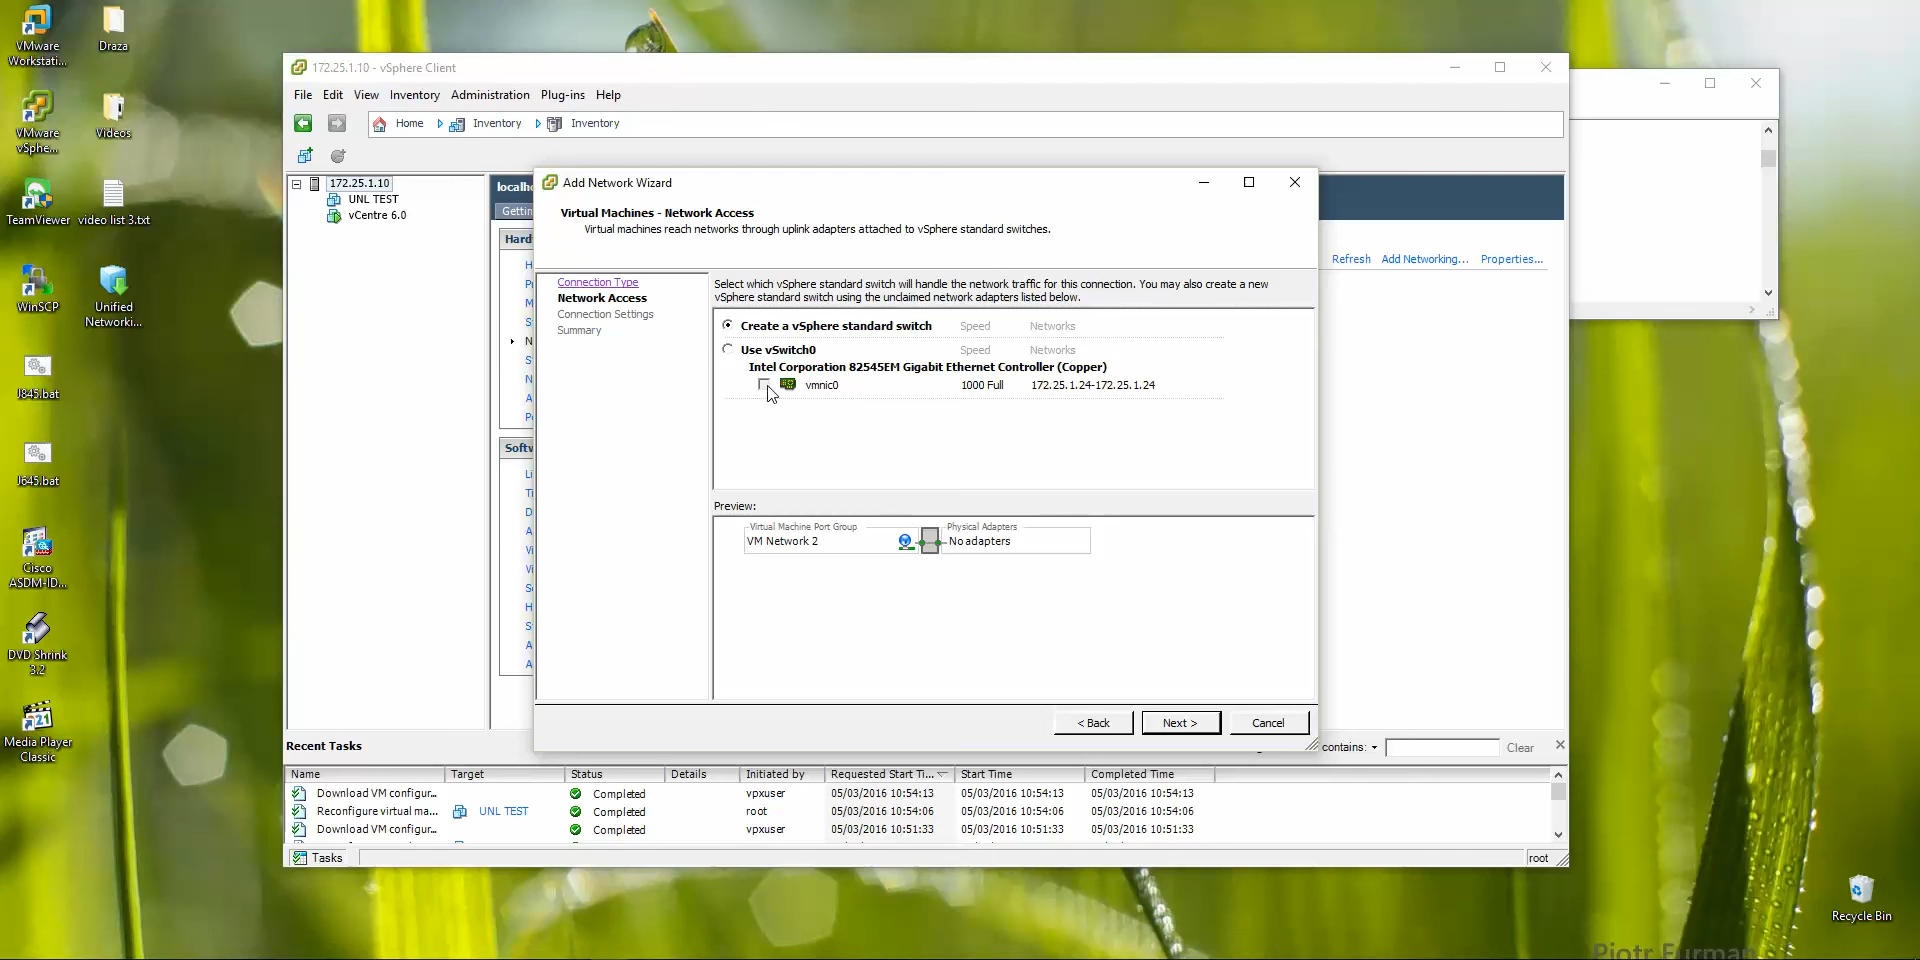 VMware
Workstati...
Draza
VMware
vSphe...
Videos
TeamViewer
video list 3.txt
WinSCP
Unified
Networki...
J845.bat
J645.bat
Cisco
ASDM-ID...
DVD Shrink
3.2
Media Player
Classic
321
Recycle Bin
172.25.1.10 - vSphere Client
File Edit View Inventory Administration Plug-ins Help
Home Inventory Inventory
172.25.1.10
UNL TEST
vCentre 6.0
localh
Gettin
Hard
Refresh Add Networking... Properties...
Softw
Add Network Wizard
Virtual Machines - Network Access
Virtual machines reach networks through uplink adapters attached to vSphere standard switches.
Connection Type
Network Access
Connection Settings
Summary
Select which vSphere standard switch will handle the network traffic for this connection. You may also create a new
vSphere standard switch using the unclaimed network adapters listed below.
Create a vSphere standard switch Speed Networks
Use vSwitch0 Speed Networks
Intel Corporation 82545EM Gigabit Ethernet Controller (Copper)
vmnic0 1000 Full 172.25.1.24-172.25.1.24
Preview:
Virtual Machine Port Group
VM Network 2
Physical Adapters
No adapters
< Back Next > Cancel
Recent Tasks
contains: Clear
Name Target Status Details Initiated by Requested Start Ti... Start Time Completed Time
Download VM configur... Completed vpxuser 05/03/2016 10:54:13 05/03/2016 10:54:13 05/03/2016 10:54:13
Reconfigure virtual ma... UNL TEST Completed root 05/03/2016 10:54:06 05/03/2016 10:54:06 05/03/2016 10:54:06
Download VM configur... Completed vpxuser 05/03/2016 10:51:33 05/03/2016 10:51:33 05/03/2016 10:51:33
Tasks
root
Piotr Furman